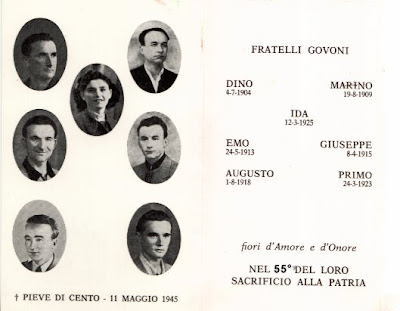 † PIEVE DI CENTO - 11 MAGGIO 1945
FRATELLI GOVONI
DINO
4-7-1904
MARINO
19-8-1909
IDA
12-3-1925
EMO
24-5-1913
GIUSEPPE
8-4-1915
AUGUSTO
1-8-1918
PRIMO
24-3-1923
fiori d'Amore e d'Onore
NEL 55° DEL LORO
SACRIFICIO ALLA PATRIA